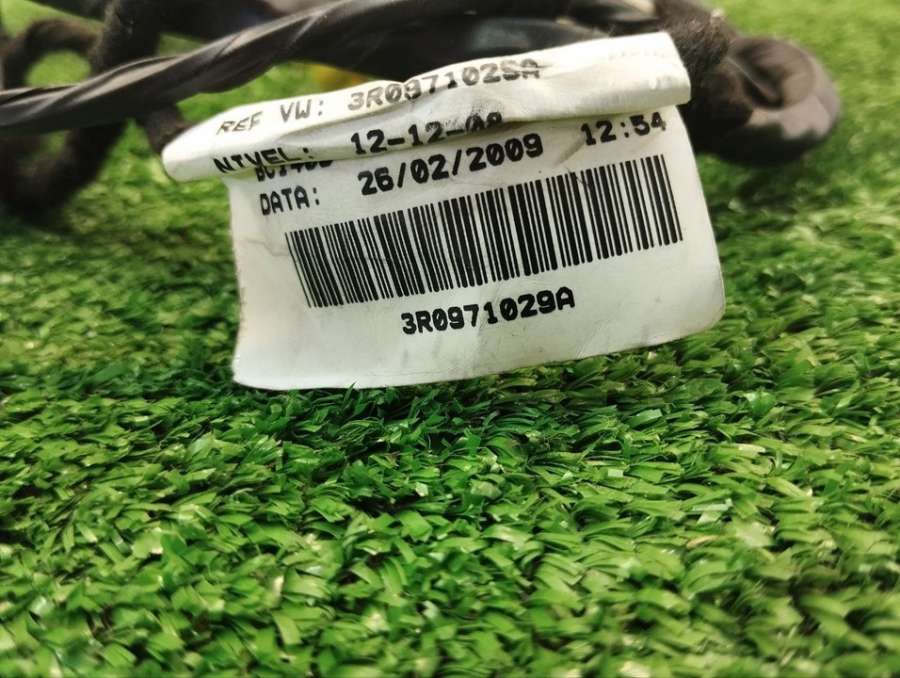 REF VW: 3R0971029A
NIVEL: 12-12-08
DATA: 26/02/2009 12:54
3R0971029A